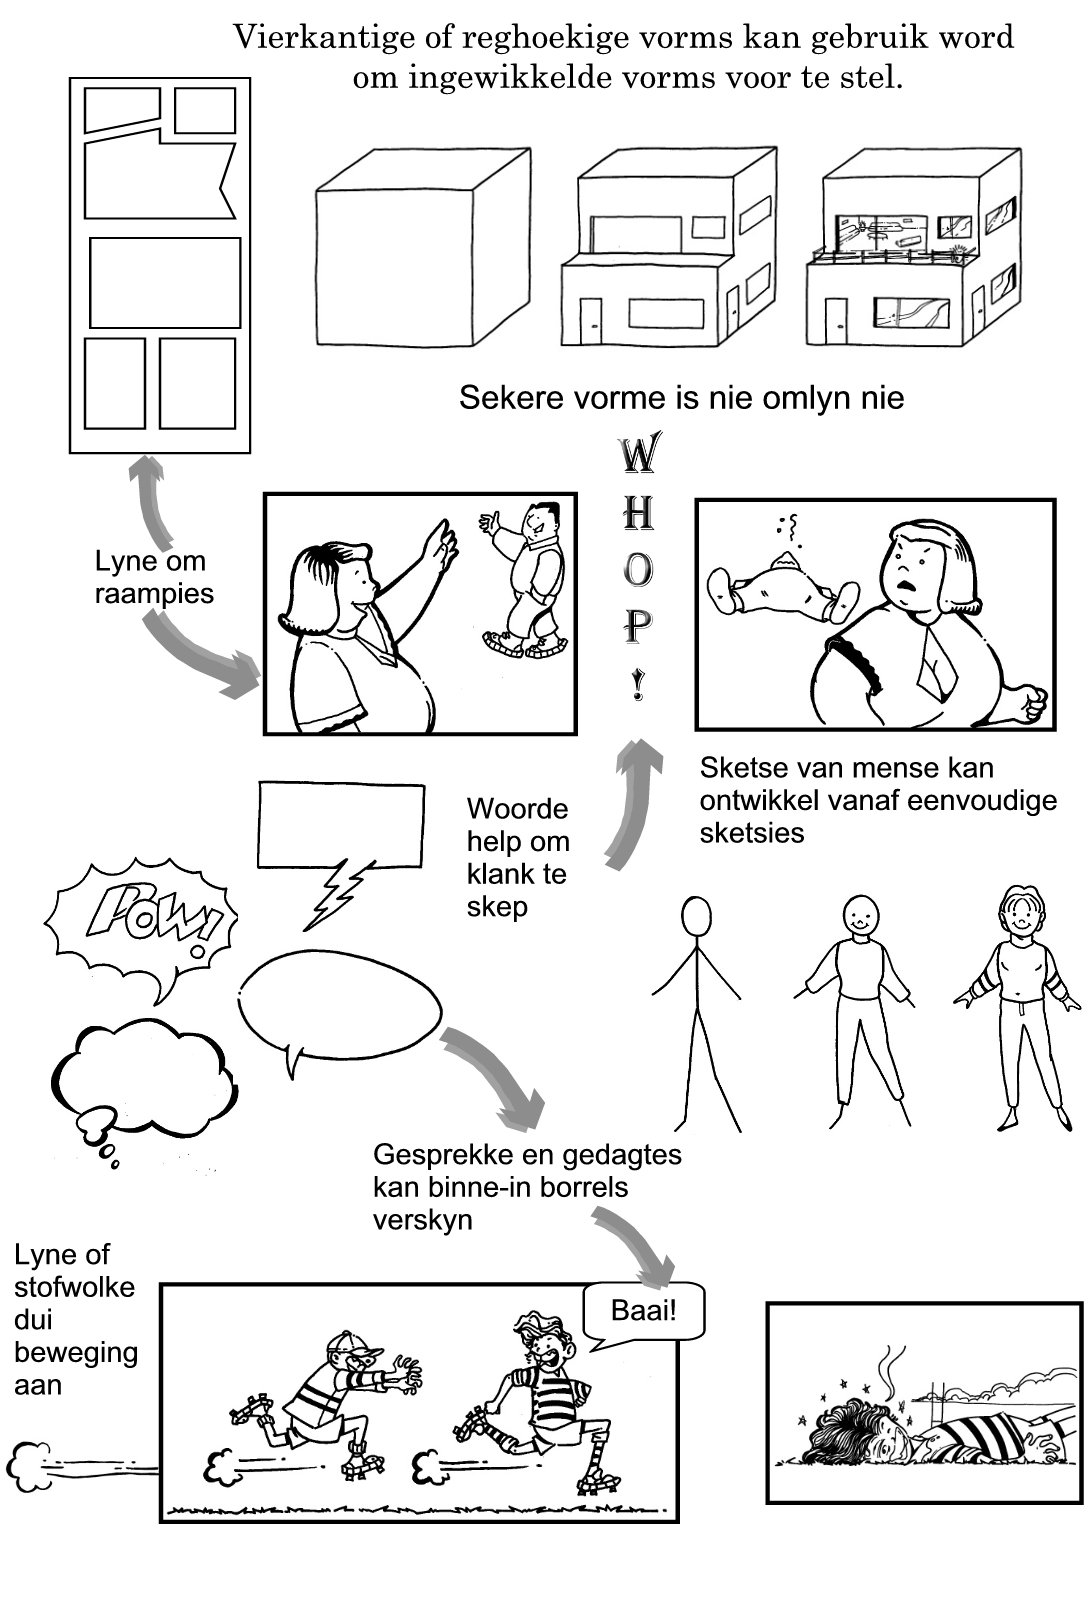 Vierkantige of reghoekige vorms kan gebruik word
om ingewikkelde vorms voor te stel.
Sekere vorme is nie omlyn nie
W
H
O
P
!
Lyne om
raampies
Sketse van mense kan
ontwikkel vanaf eenvoudige
sketsies
Woorde
help om
klank te
skep
POW!
Gesprekke en gedagtes
kan binne-in borrels
verskyn
Lyne of
stofwolke
dui
beweging
aan
Baai!